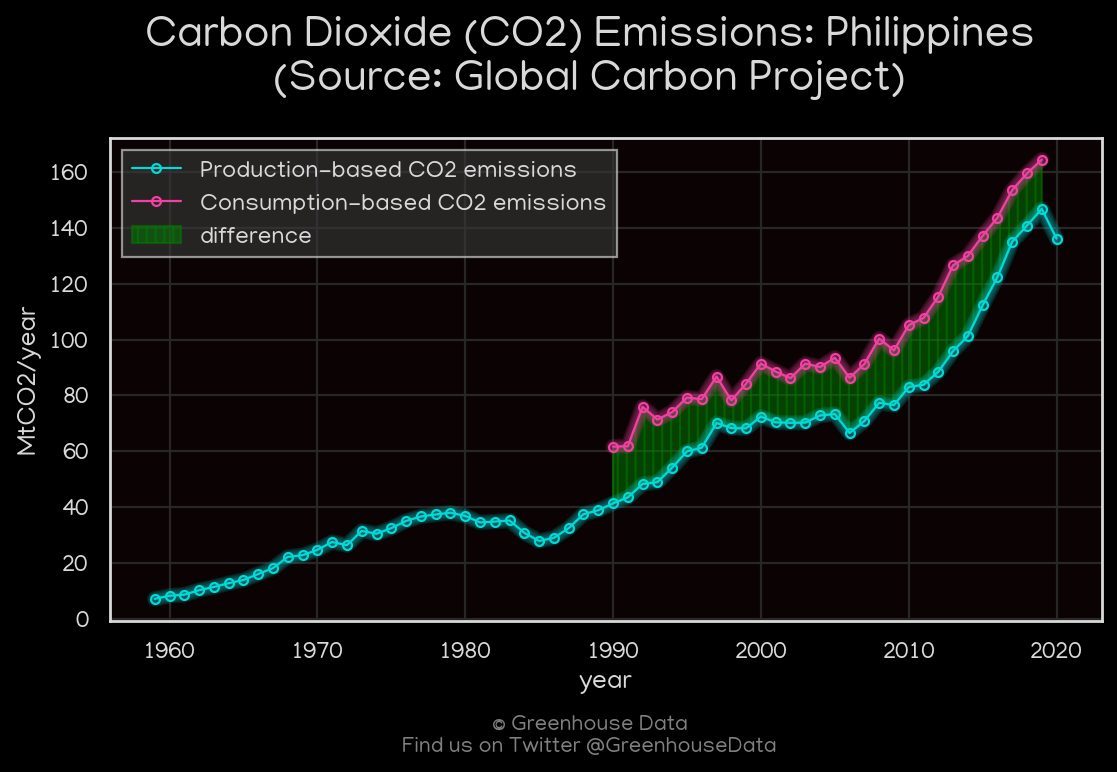 Carbon Dioxide (CO2) Emissions: Philippines
(Source: Global Carbon Project)
Production-based CO2 emissions
Consumption-based CO2 emissions
difference
MtCO2/year
160
140
120
100
80
60
40
20
0
1960 1970 1980 1990 2000 2010 2020
year
© Greenhouse Data
Find us on Twitter @GreenhouseData